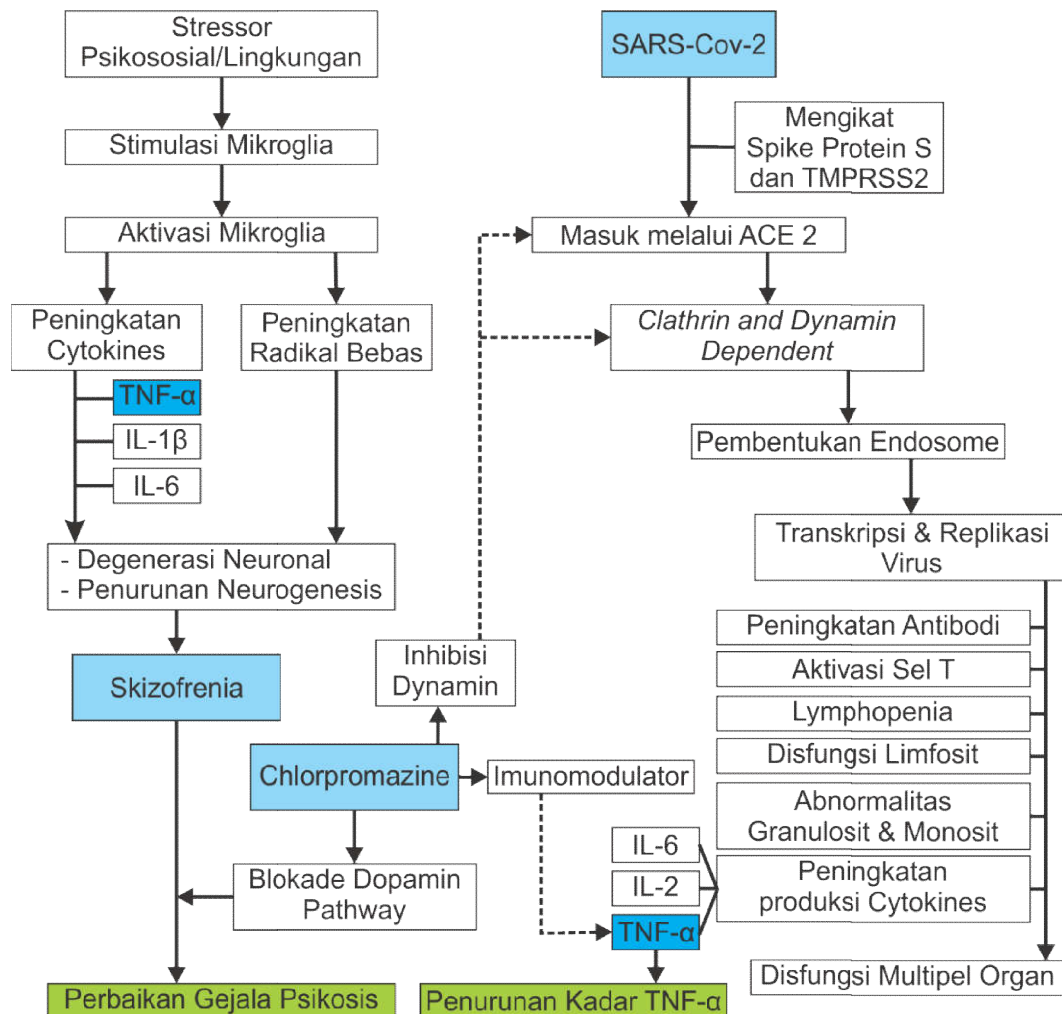 Stressor
Psikososial/Lingkungan
Stimulasi Mikroglia
Aktivasi Mikroglia
Peningkatan
Cytokines
Peningkatan
Radikal Bebas
TNF-α
IL-1β
IL-6
- Degenerasi Neuronal
- Penurunan Neurogenesis
Skizofrenia
Chlorpromazine
Inhibisi
Dynamin
Imunomodulator
Blokade Dopamin
Pathway
Perbaikan Gejala Psikosis
SARS-Cov-2
Mengikat
Spike Protein S
dan TMPRSS2
Masuk melalui ACE 2
Clathrin and Dynamin
Dependent
Pembentukan Endosome
Transkripsi & Replikasi
Virus
Peningkatan Antibodi
Aktivasi Sel T
Lymphopenia
Disfungsi Limfosit
Abnormalitas
Granulosit & Monosit
Peningkatan
produksi Cytokines
IL-6
IL-2
TNF-α
Penurunan Kadar TNF-α
Disfungsi Multipel Organ